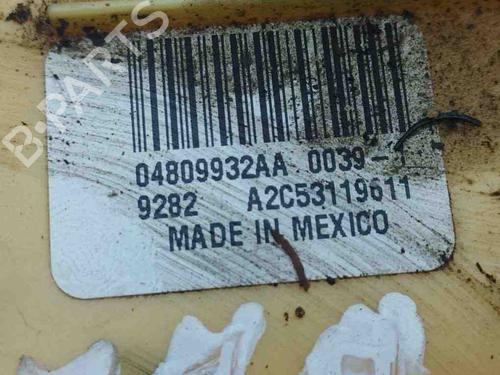 04809932AA 0039-
9282 A2C53119611
MADE IN MEXICO
B-PARTS